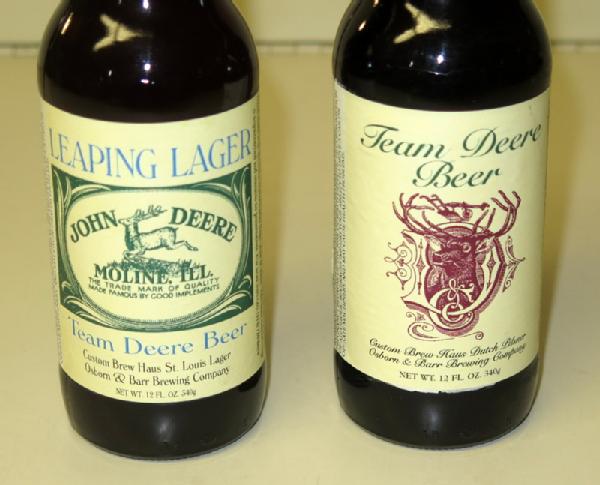 LEAPING LAGER
JOHN DEERE
MOLINE, ILL.
THE TRADE MARK OF QUALITY
MADE FAMOUS BY GOOD IMPLEMENTS
Team Deere Beer
Custom Brew Haus St. Louis Lager
Osborn & Barr Brewing Company
NET WT. 12 FL. OZ. 340g
Team Deere
Beer
Custom Brew Haus Dutch Pilsner
Osborn & Barr Brewing Company
NET WT. 12 FL. OZ. 340g